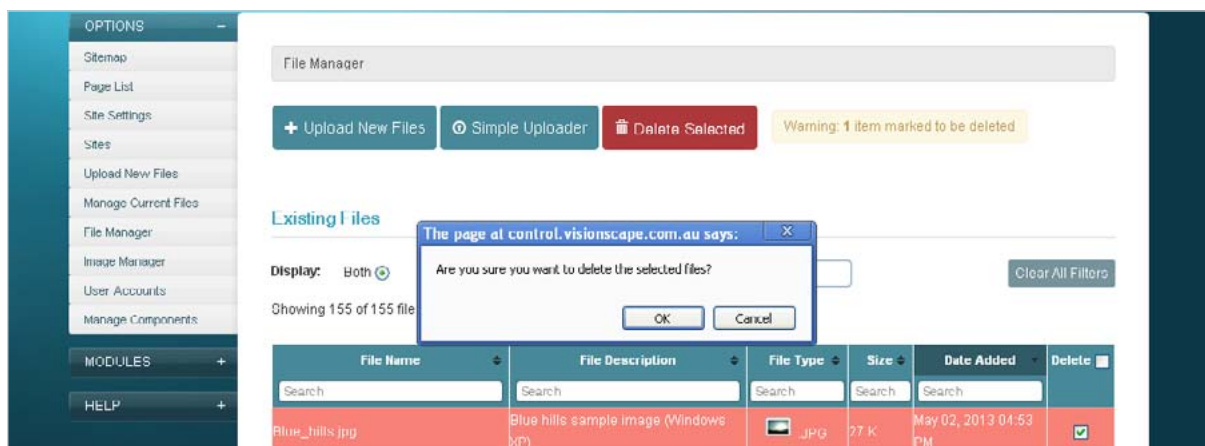 OPTIONS −
Sitemap
Page List
Site Settings
Sites
Upload New Files
Manage Current Files
File Manager
Image Manager
User Accounts
Manage Components
MODULES +
HELP +
File Manager
+ Upload New Files
Simple Uploader
Delete Selected
Warning: 1 item marked to be deleted
Existing Files
The page at control.visionscape.com.au says:
X
Are you sure you want to delete the selected files?
OK Cancel
Display: Both
Clear All Filters
Showing 155 of 155 file
File Name File Description File Type Size Date Added Delete
Search Search Search Search Search
Blue_hills.jpg Blue hills sample image (Windows XP) .JPG 27 K May 02, 2013 04:53 PM